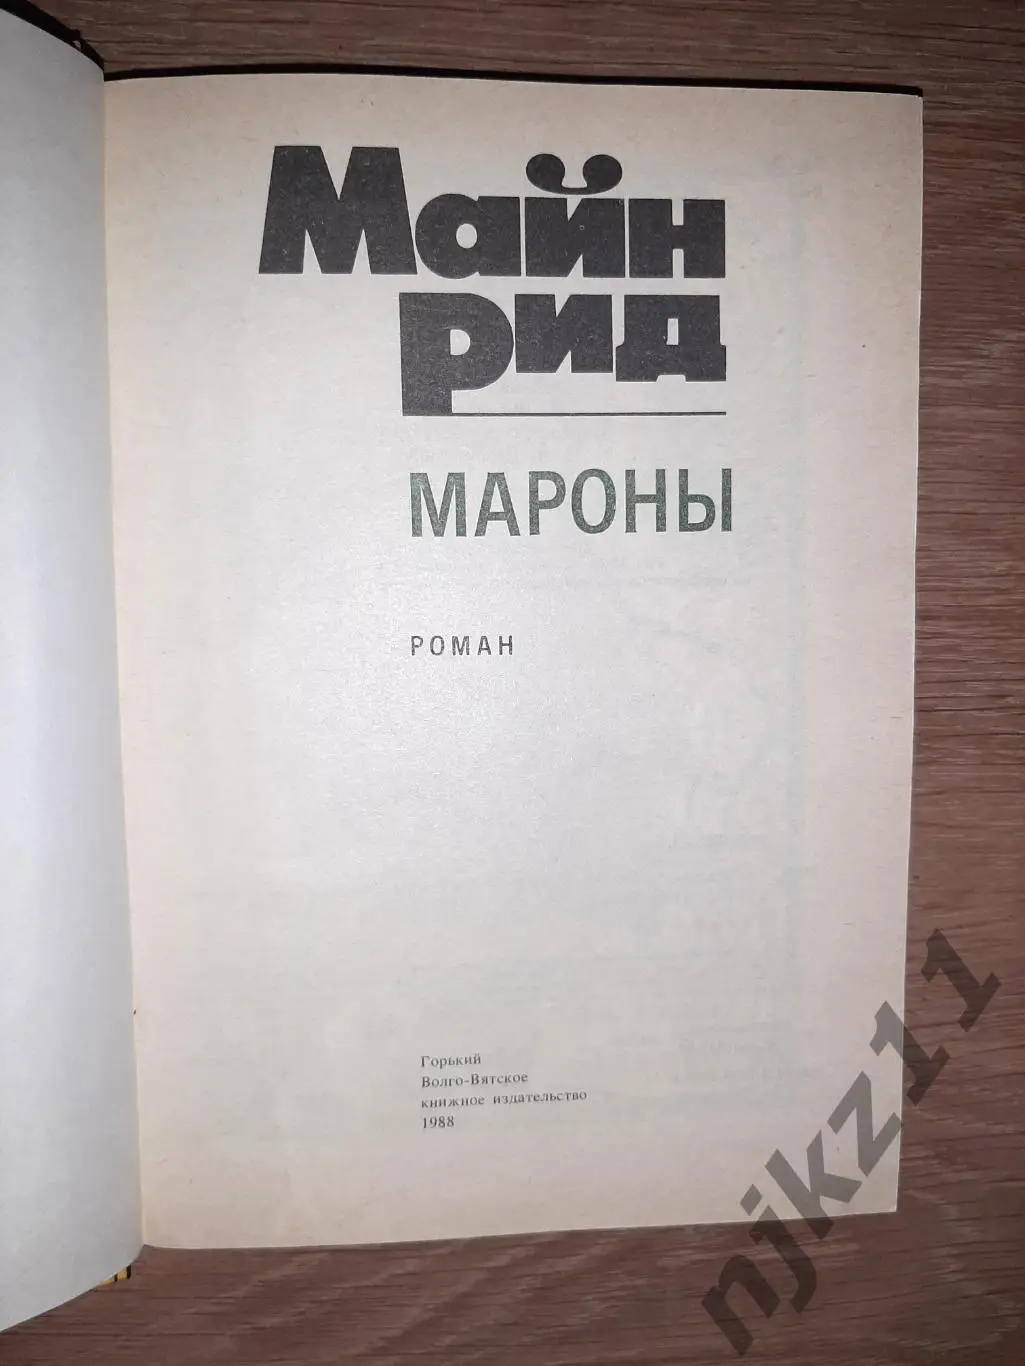 Майн
Рид
МАРОНЫ
РОМАН
Горький
Волго-Вятское
книжное издательство
1988
njkz11